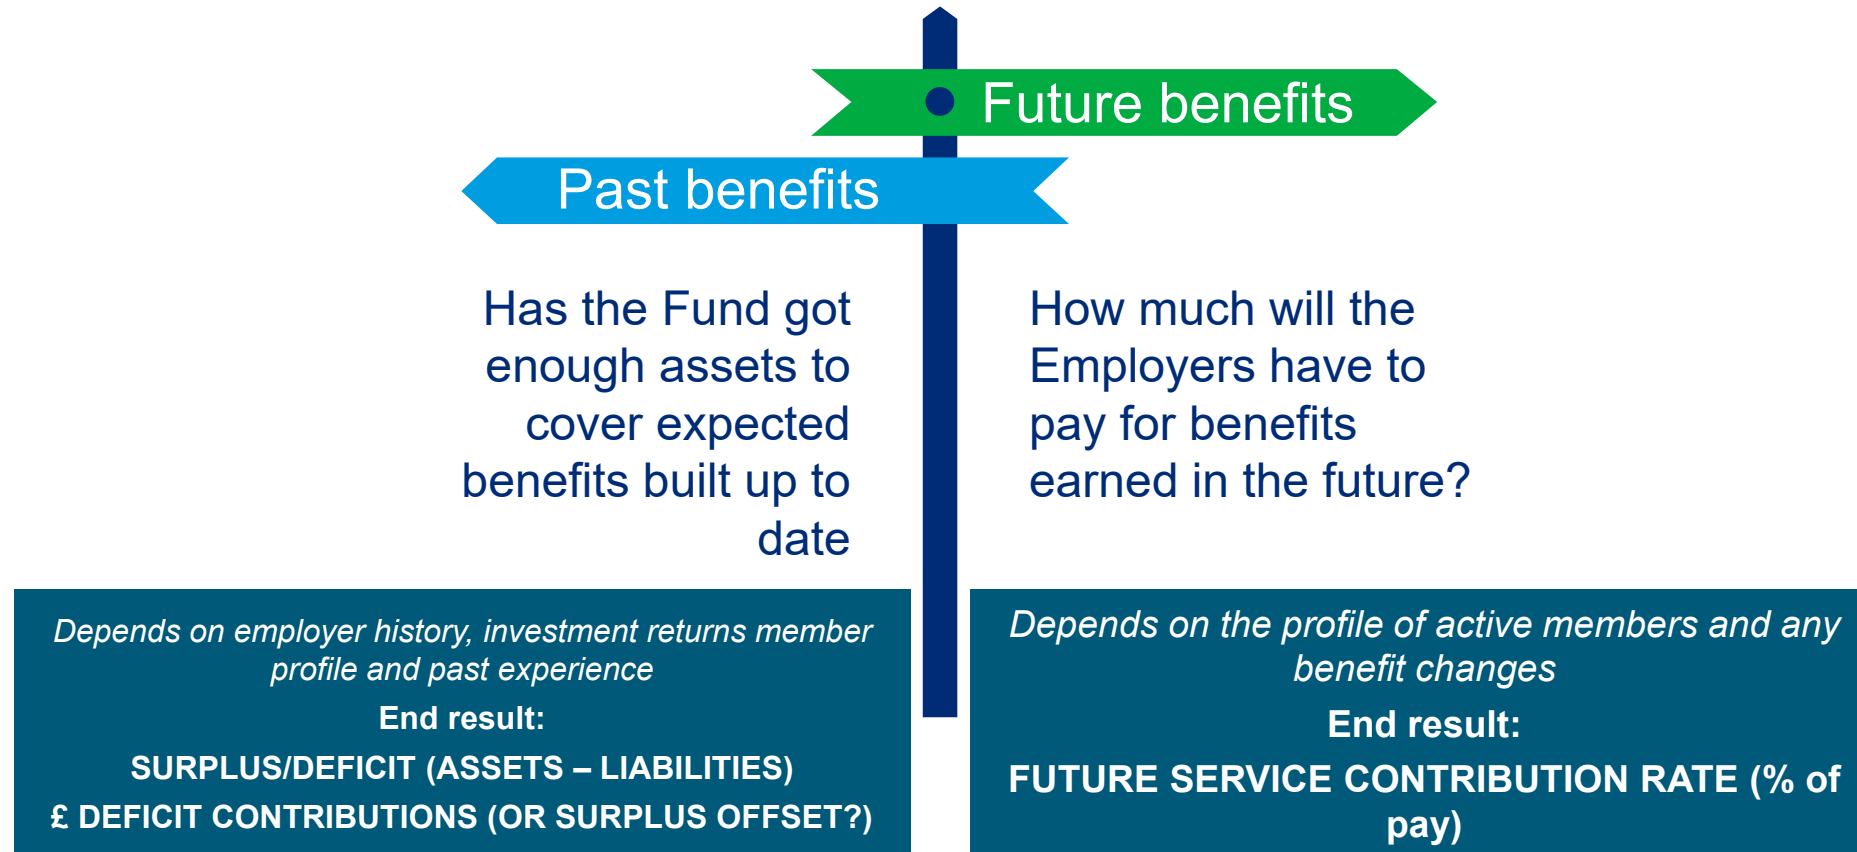 Future benefits
Past benefits
Has the Fund got
enough assets to
cover expected
benefits built up to
date
How much will the
Employers have to
pay for benefits
earned in the future?
Depends on employer history, investment returns member
profile and past experience
End result:
SURPLUS/DEFICIT (ASSETS – LIABILITIES)
£ DEFICIT CONTRIBUTIONS (OR SURPLUS OFFSET?)
Depends on the profile of active members and any
benefit changes
End result:
FUTURE SERVICE CONTRIBUTION RATE (% of
pay)